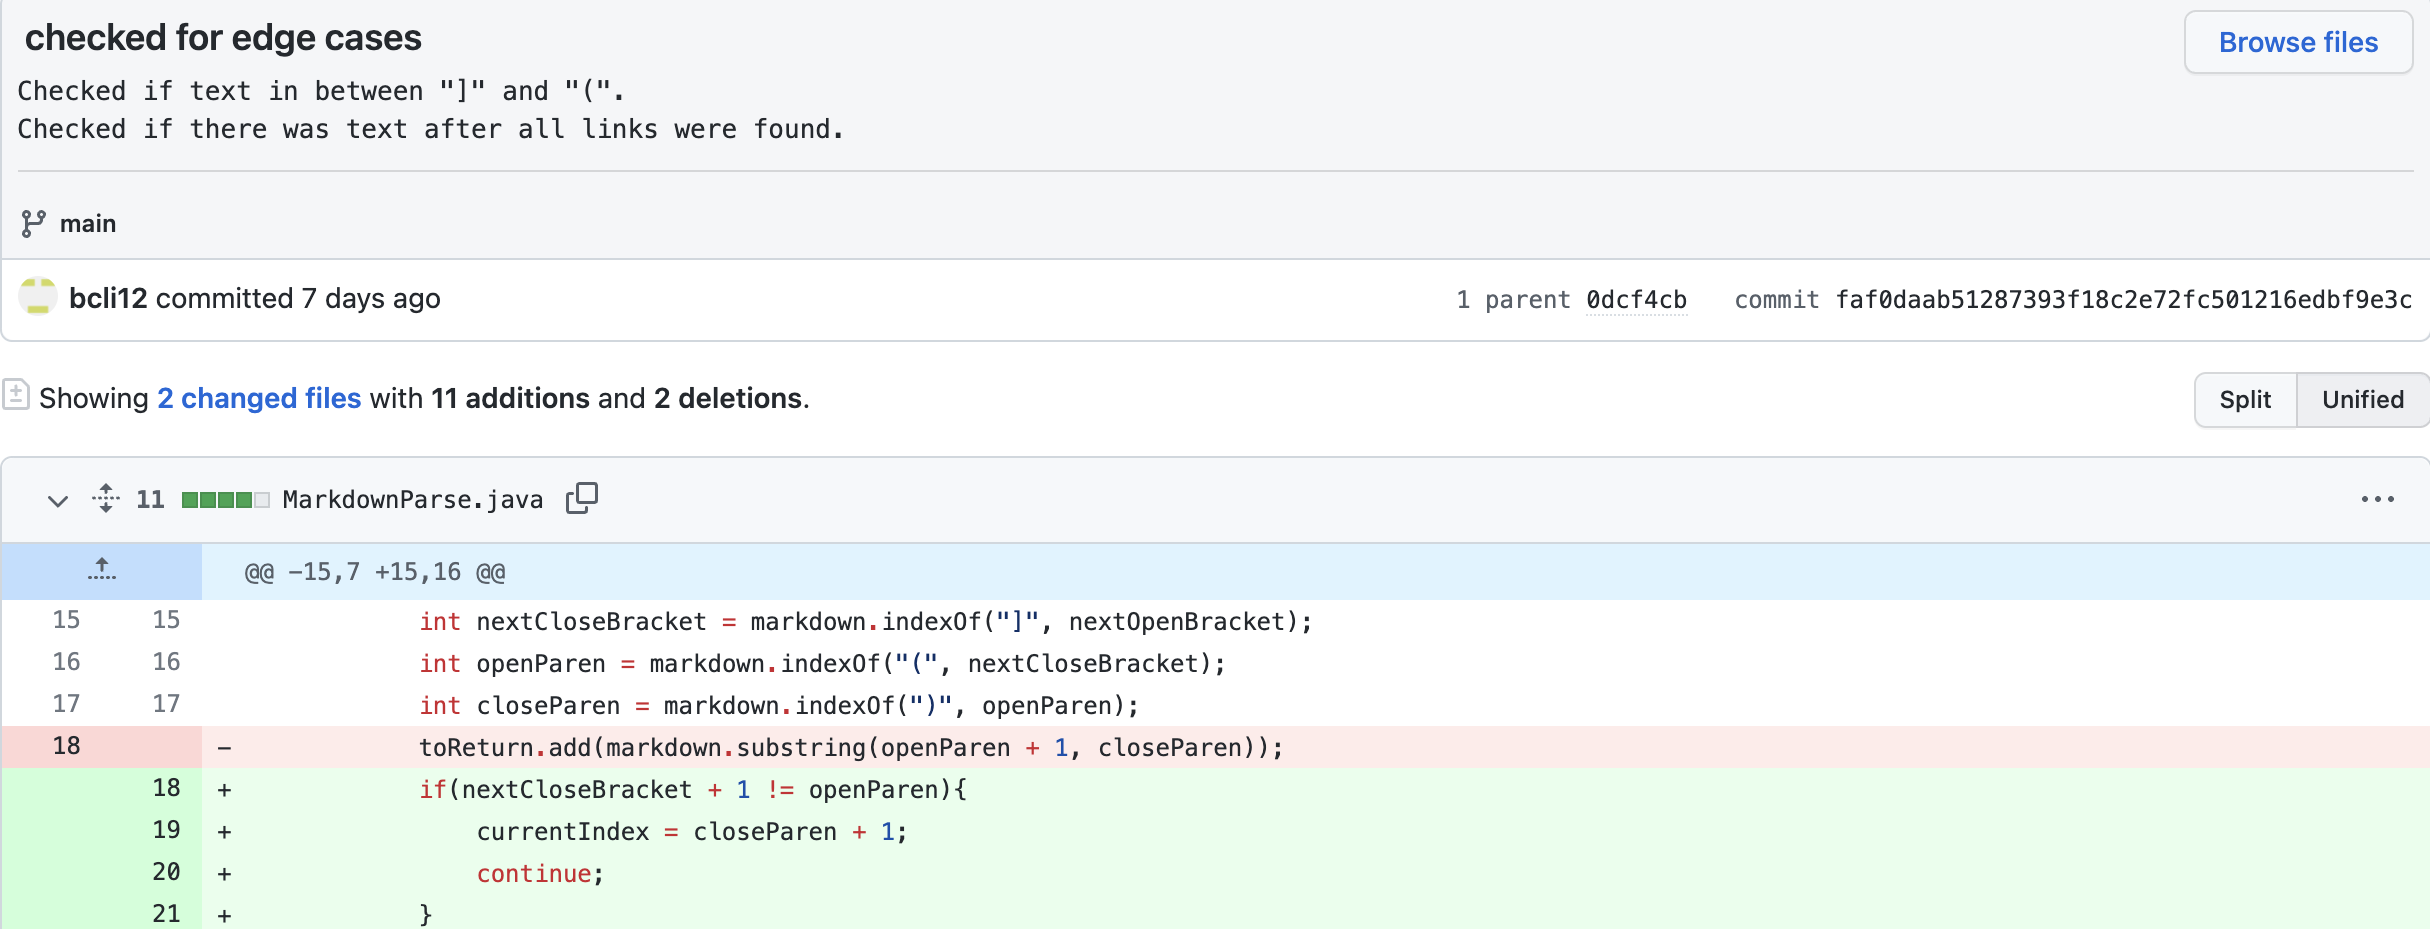 checked for edge cases
Browse files
Checked if text in between "]" and "(".
Checked if there was text after all links were found.
main
bcli12 committed 7 days ago
1 parent 0dcf4cb commit faf0daab51287393f18c2e72fc501216edbf9e3c
Showing 2 changed files with 11 additions and 2 deletions.
Split Unified
11 MarkdownParse.java
@@ -15,7 +15,16 @@
15 15 int nextCloseBracket = markdown.indexOf("]", nextOpenBracket);
16 16 int openParen = markdown.indexOf("(", nextCloseBracket);
17 17 int closeParen = markdown.indexOf(")", openParen);
18 - toReturn.add(markdown.substring(openParen + 1, closeParen));
18 + if(nextCloseBracket + 1 != openParen){
19 + currentIndex = closeParen + 1;
20 + continue;
21 + }